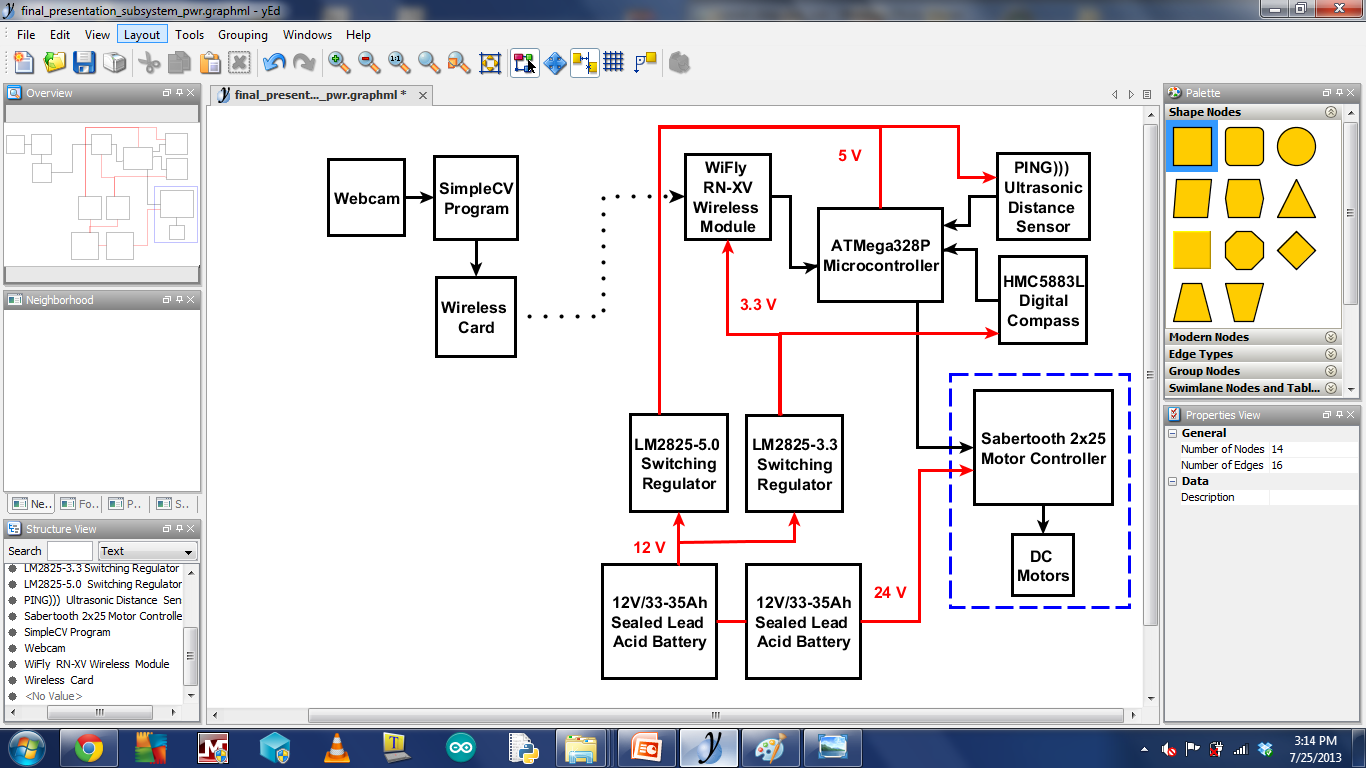 final_presentation_subsystem_pwr.graphml - yEd
File Edit View Layout Tools Grouping Windows Help
1:1
Overview
Neighborhood
Ne... Fo... P... S...
Structure View
Search Text
LM2825-3.3 Switching Regulator
LM2825-5.0 Switching Regulator
PING))) Ultrasonic Distance Sen
Sabertooth 2x25 Motor Controlle
SimpleCV Program
Webcam
WiFly RN-XV Wireless Module
Wireless Card
<No Value>
final_present..._pwr.graphml *
Webcam
SimpleCV
Program
Wireless
Card
WiFly
RN-XV
Wireless
Module
5 V
PING)))
Ultrasonic
Distance
Sensor
ATMega328P
Microcontroller
HMC5883L
Digital
Compass
3.3 V
LM2825-5.0
Switching
Regulator
LM2825-3.3
Switching
Regulator
Sabertooth 2x25
Motor Controller
DC
Motors
12 V
12V/33-35Ah
Sealed Lead
Acid Battery
12V/33-35Ah
Sealed Lead
Acid Battery
24 V
Palette
Shape Nodes
Modern Nodes
Edge Types
Group Nodes
Swimlane Nodes and Tabl...
Properties View
General
Number of Nodes 14
Number of Edges 16
Data
Description
3:14 PM
7/25/2013